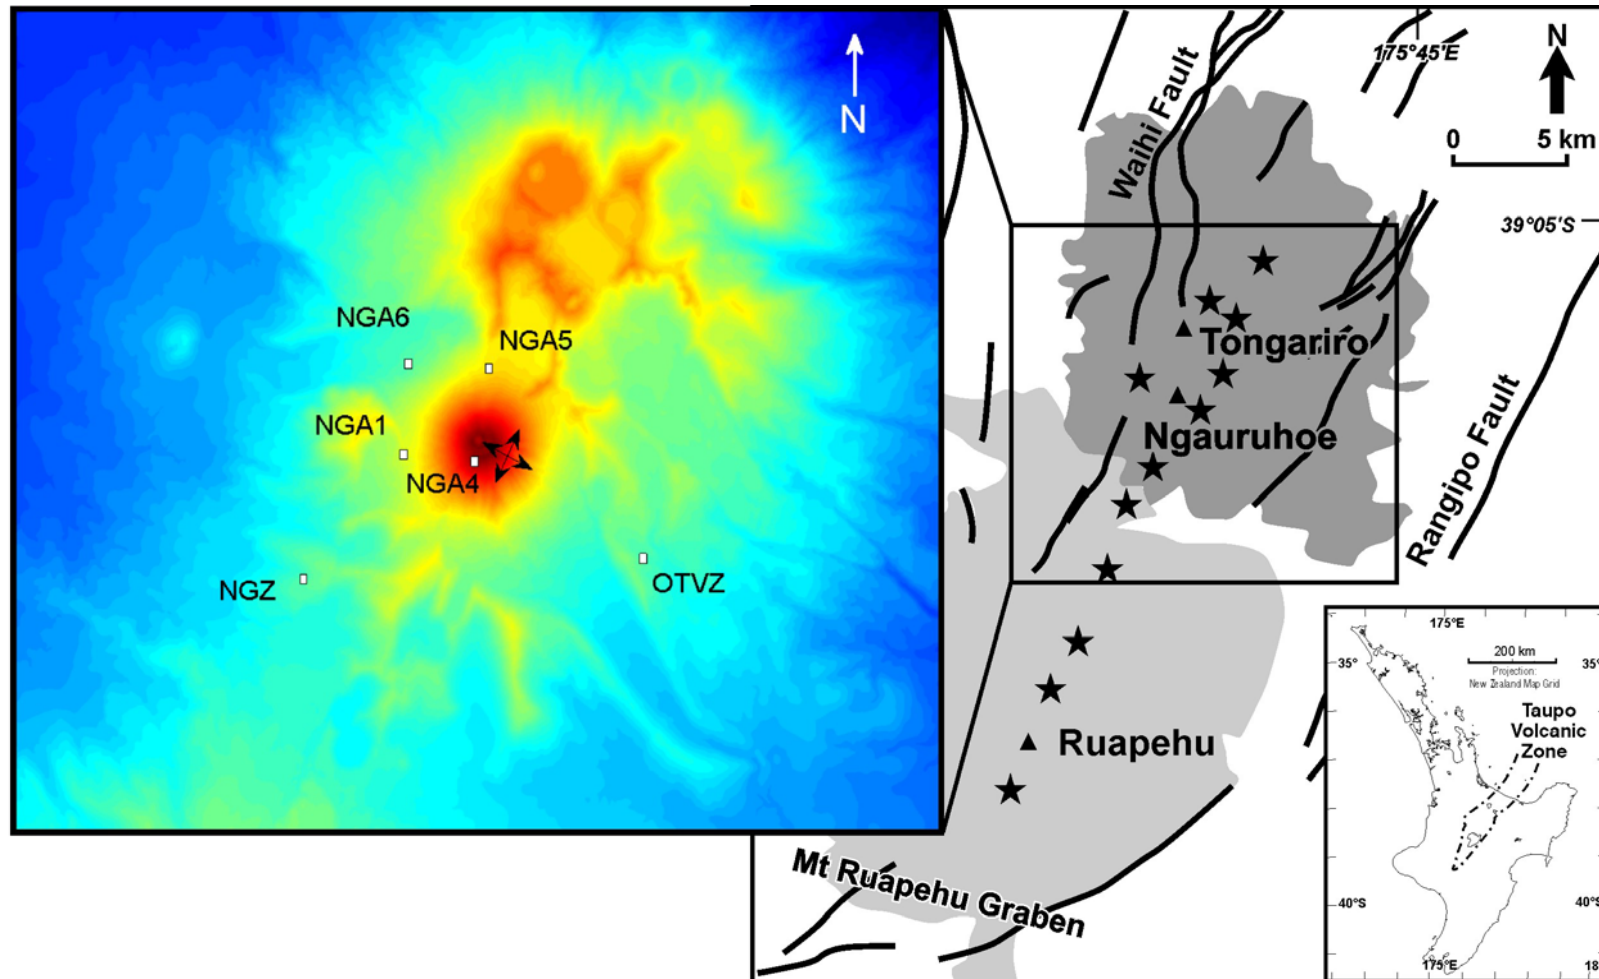 N
NGA6
NGA5
NGA1
NGA4
NGZ
OTVZ
Waihi Fault
175°45'E
N
0 5 km
39°05'S
Tongariro
Ngauruhoe
Rangipo Fault
Ruapehu
Mt Ruapehu Graben
175°E
200 km
Projection:
New Zealand Map Grid
35°
35°
Taupo
Volcanic
Zone
40°S
40°S
175°E
18